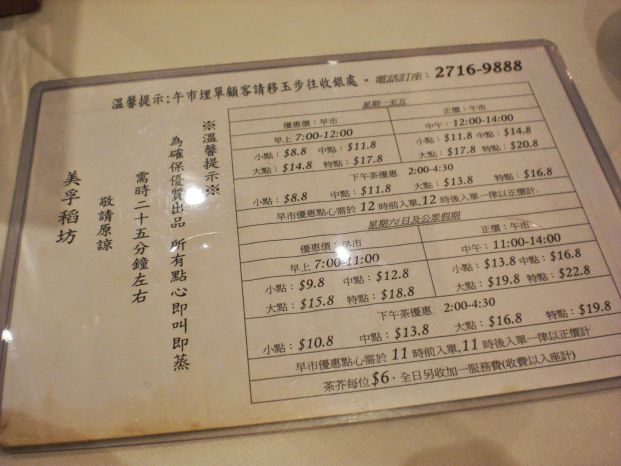 溫馨提示:午市埋單顧客請移玉步往收銀處。電話訂座：2716-9888
星期一至五
優惠價：早市
正價：午市
早上 7:00-12:00
中午：12:00-14:00
小點：$8.8 中點：$11.8
小點：$11.8 中點：$14.8
大點：$14.8 特點：$17.8
大點：$17.8 特點：$20.8
下午茶優惠 2:00-4:30
小點：$8.8 中點：$11.8 大點：$13.8 特點：$16.8
早市優惠點心需於 12 時前入單,12 時後入單一律以正價計.
星期六/日及公眾假期
優惠價：早市
正價：午市
早上 7:00-11:00
中午：11:00-14:00
小點：$9.8 中點：$12.8
小點：$13.8 中點：$16.8
大點：$15.8 特點：$18.8
大點：$19.8 特點：$22.8
下午茶優惠 2:00-4:30
小點：$10.8 中點：$13.8 大點：$16.8 特點：$19.8
早市優惠點心需於 11 時前入單,11 時後入單一律以正價計
茶芥每位$6，全日另收加一服務費(收費以入座計)
※溫馨提示※
為確保優質出品 所有點心即叫即蒸
需時二十五分鐘左右
敬請原諒
美孚稻坊